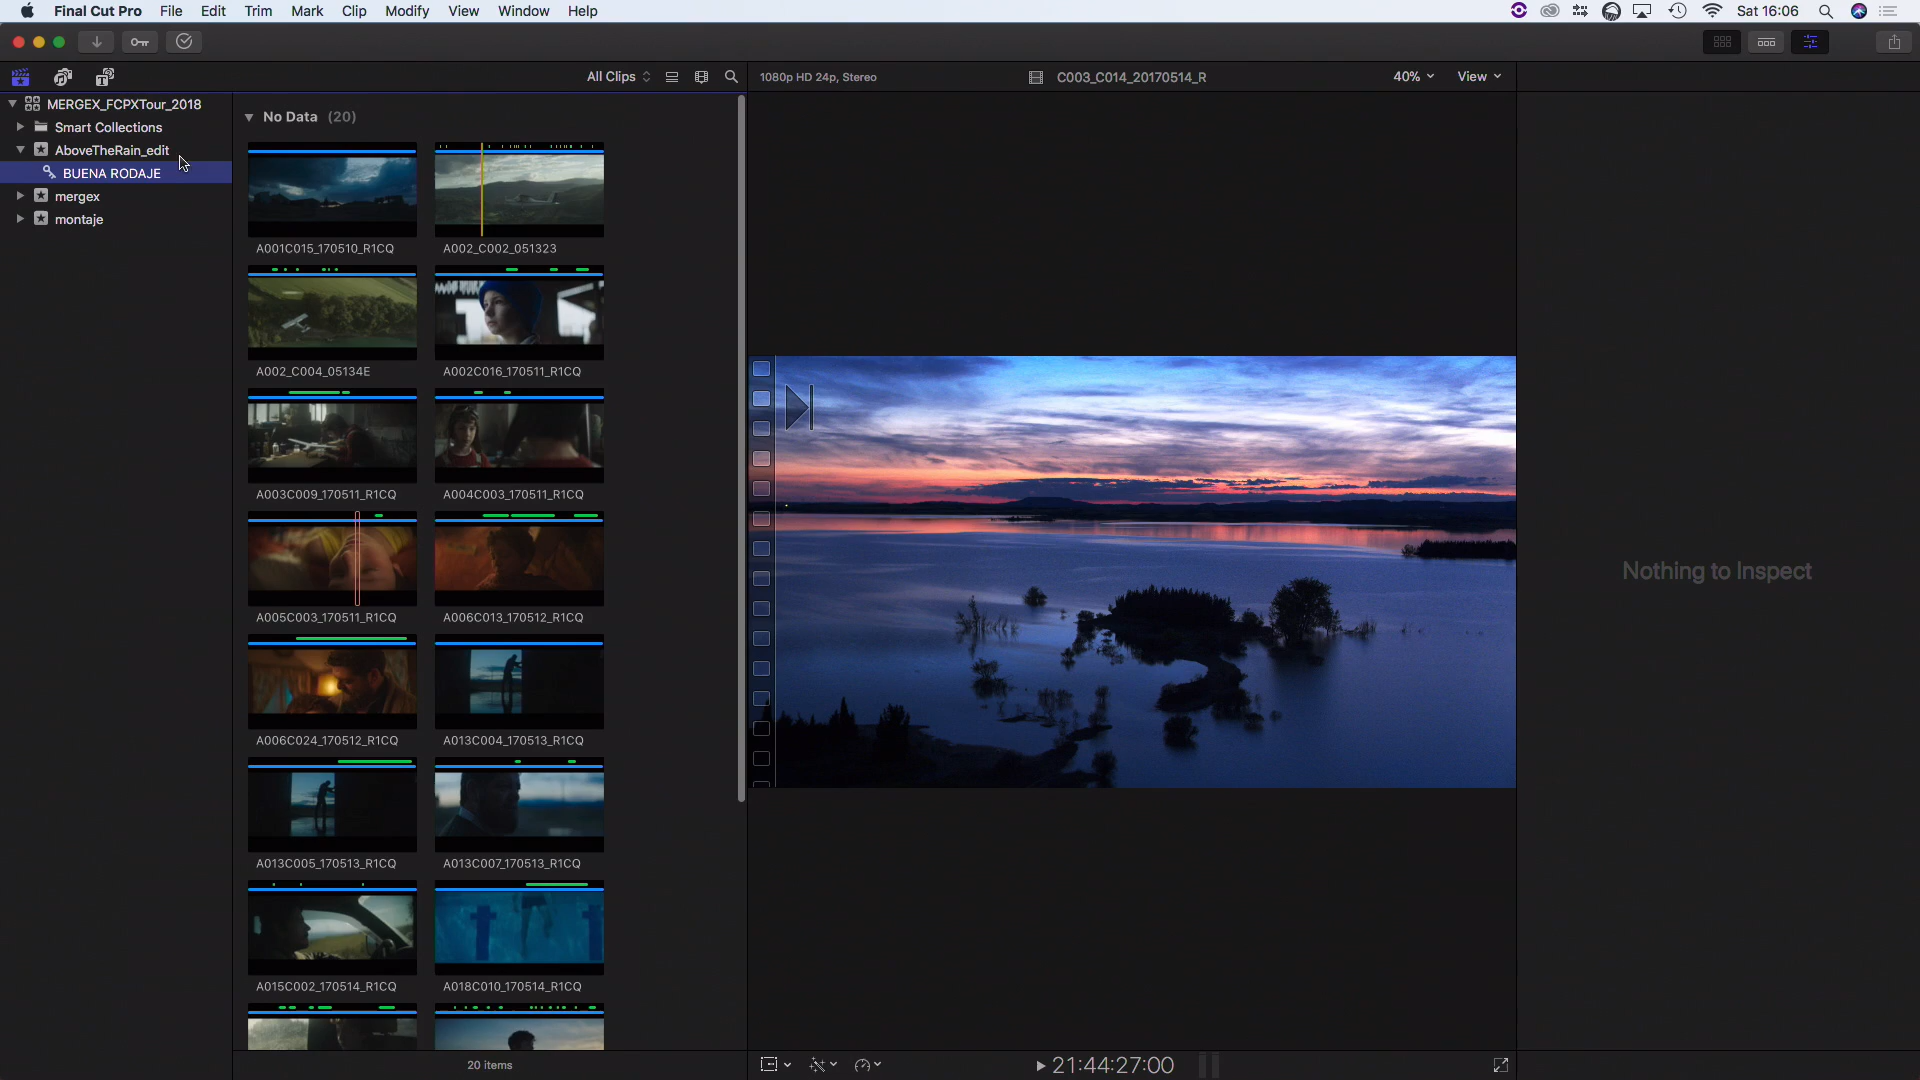 Final Cut Pro File Edit Trim Mark Clip Modify View Window Help Sat 16:06
All Clips 1080p HD 24p, Stereo C003_C014_20170514_R 40% View
MERGEX_FCPXTour_2018
Smart Collections
AboveTheRain_edit
BUENA RODAJE
mergex
montaje
No Data (20)
A001C015_170510_R1CQ A002_C002_051323
A002_C004_05134E A002C016_170511_R1CQ
A003C009_170511_R1CQ A004C003_170511_R1CQ
A005C003_170511_R1CQ A006C013_170512_R1CQ
A006C024_170512_R1CQ A013C004_170513_R1CQ
A013C005_170513_R1CQ A013C007_170513_R1CQ
A015C002_170514_R1CQ A018C010_170514_R1CQ
20 items
21:44:27:00
Nothing to Inspect